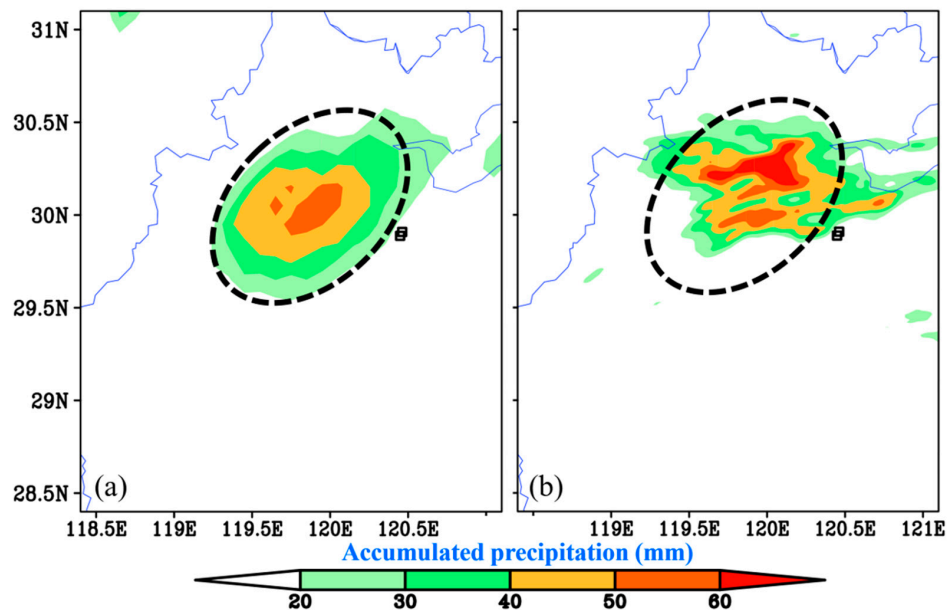 31N
30.5N
30N
29.5N
29N
28.5N
(a)
(b)
118.5E 119E 119.5E 120E 120.5E
119E 119.5E 120E 120.5E 121E
Accumulated precipitation (mm)
20 30 40 50 60